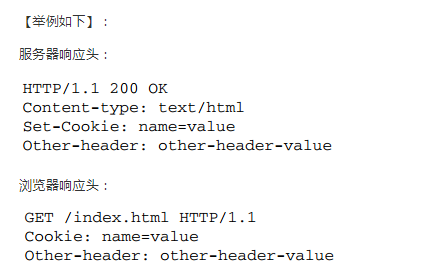 【举例如下】：
服务器响应头：
HTTP/1.1 200 OK
Content-type: text/html
Set-Cookie: name=value
Other-header: other-header-value
浏览器响应头：
GET /index.html HTTP/1.1
Cookie: name=value
Other-header: other-header-value